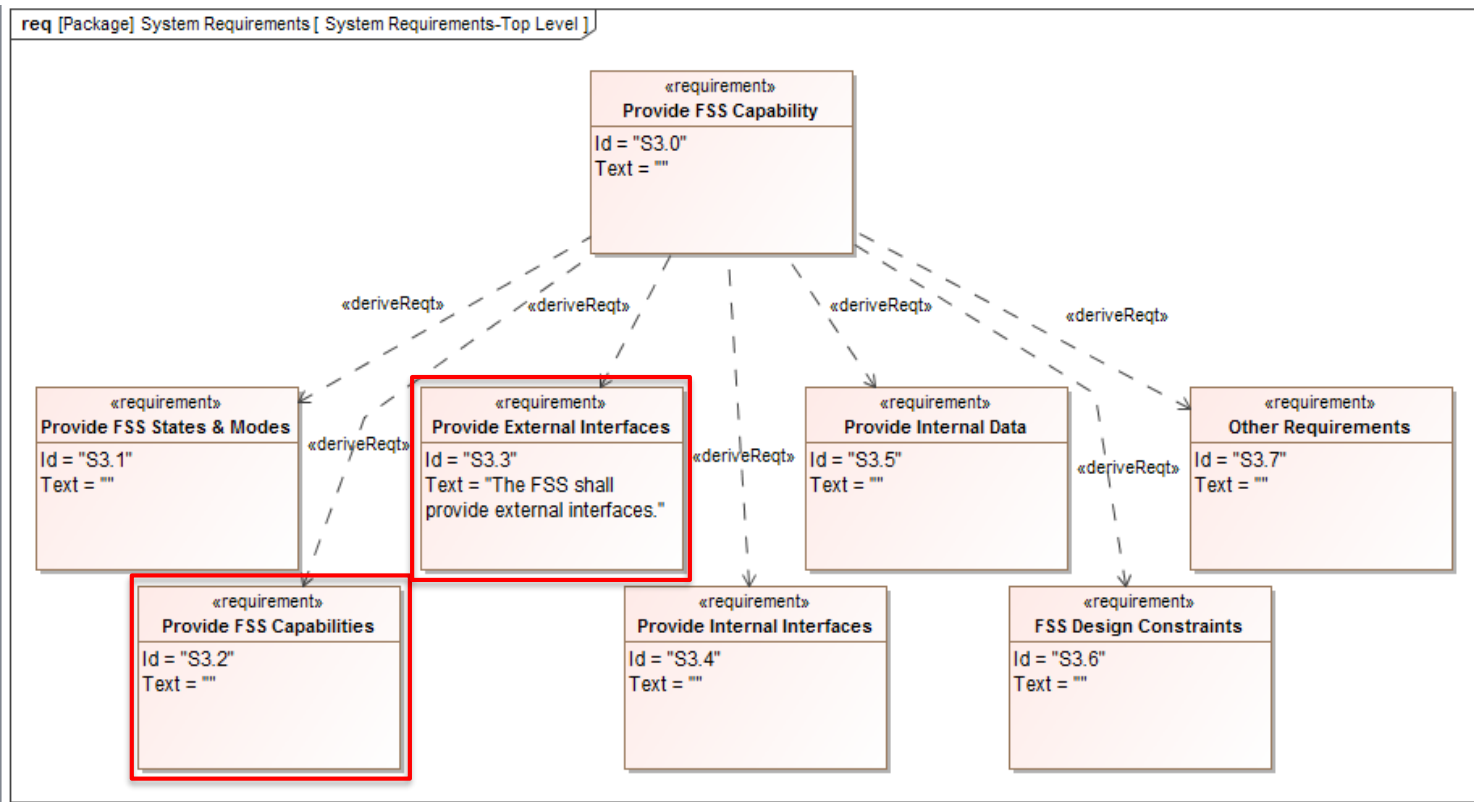 req [Package] System Requirements [ System Requirements-Top Level ]
«requirement»
Provide FSS Capability
Id = "S3.0"
Text = ""
«deriveReqt»
«deriveReqt»
«deriveReqt»
«deriveReqt»
«deriveReqt»
«deriveReqt»
«deriveReqt»
«requirement»
Provide FSS States & Modes
Id = "S3.1"
Text = ""
«requirement»
Provide External Interfaces
Id = "S3.3"
Text = "The FSS shall
provide external interfaces."
«requirement»
Provide Internal Data
Id = "S3.5"
Text = ""
«requirement»
Other Requirements
Id = "S3.7"
Text = ""
«requirement»
Provide FSS Capabilities
Id = "S3.2"
Text = ""
«requirement»
Provide Internal Interfaces
Id = "S3.4"
Text = ""
«requirement»
FSS Design Constraints
Id = "S3.6"
Text = ""